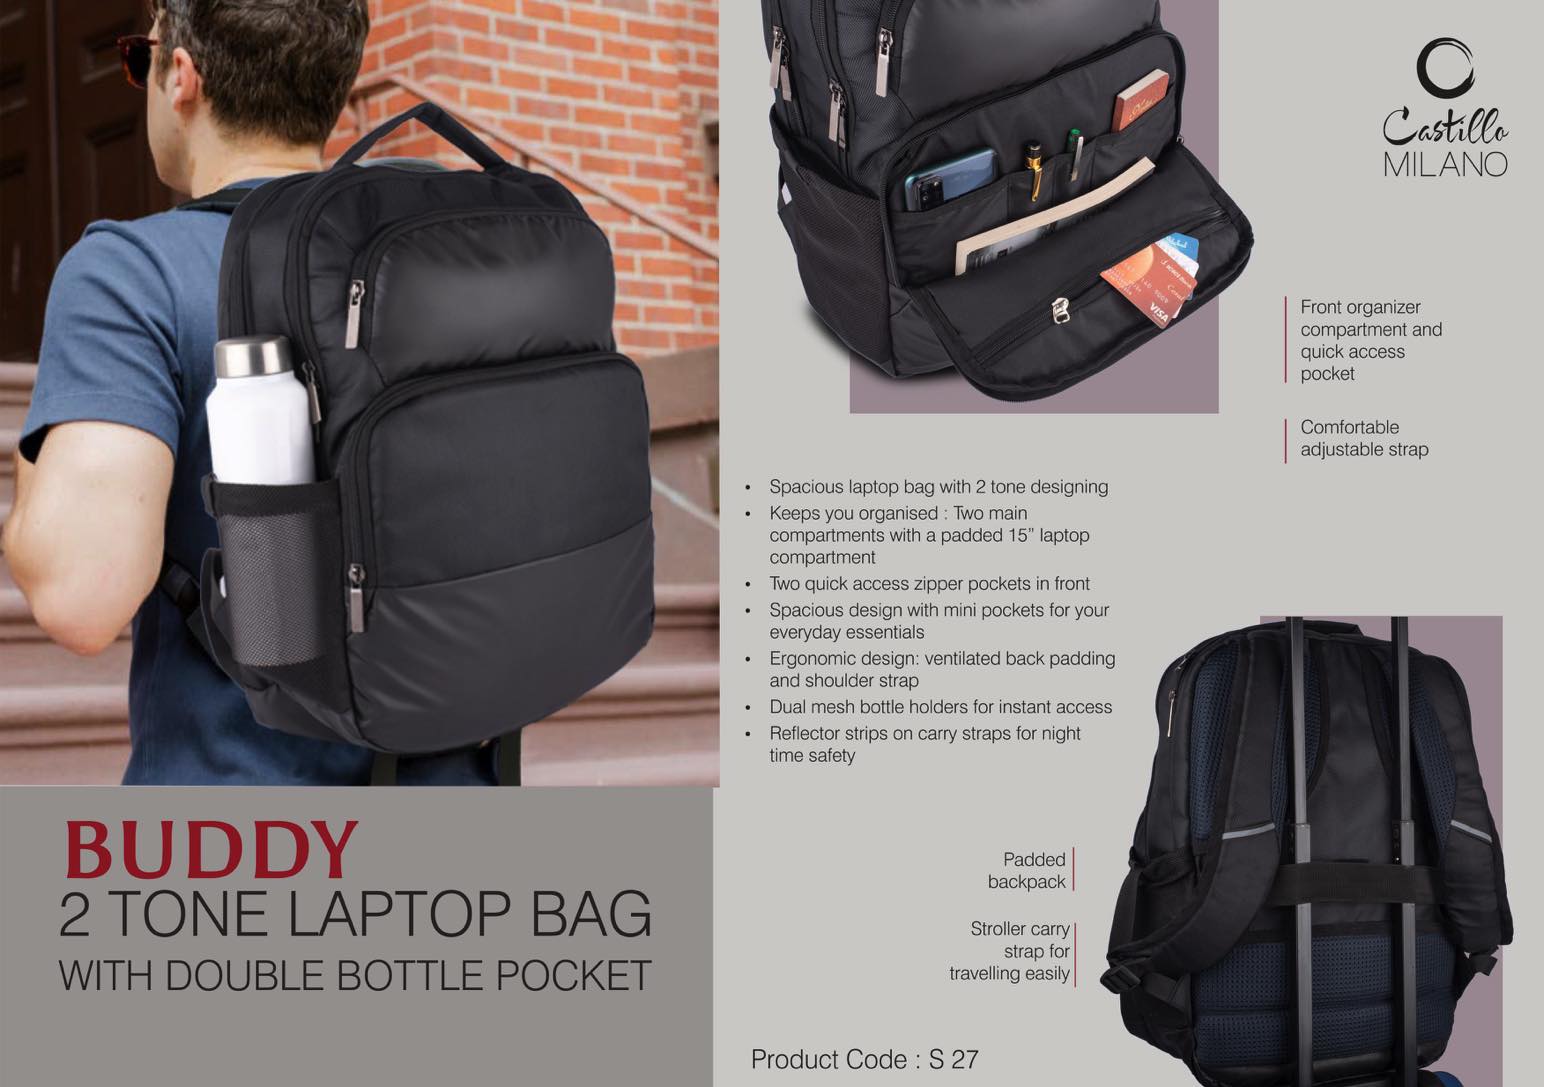 Castillo
MILANO
Front organizer
compartment and
quick access
pocket
Comfortable
adjustable strap
• Spacious laptop bag with 2 tone designing
• Keeps you organised : Two main
compartments with a padded 15” laptop
compartment
• Two quick access zipper pockets in front
• Spacious design with mini pockets for your
everyday essentials
• Ergonomic design: ventilated back padding
and shoulder strap
• Dual mesh bottle holders for instant access
• Reflector strips on carry straps for night
time safety
BUDDY
2 TONE LAPTOP BAG
WITH DOUBLE BOTTLE POCKET
Padded
backpack
Stroller carry
strap for
travelling easily
Product Code : S 27
VISA